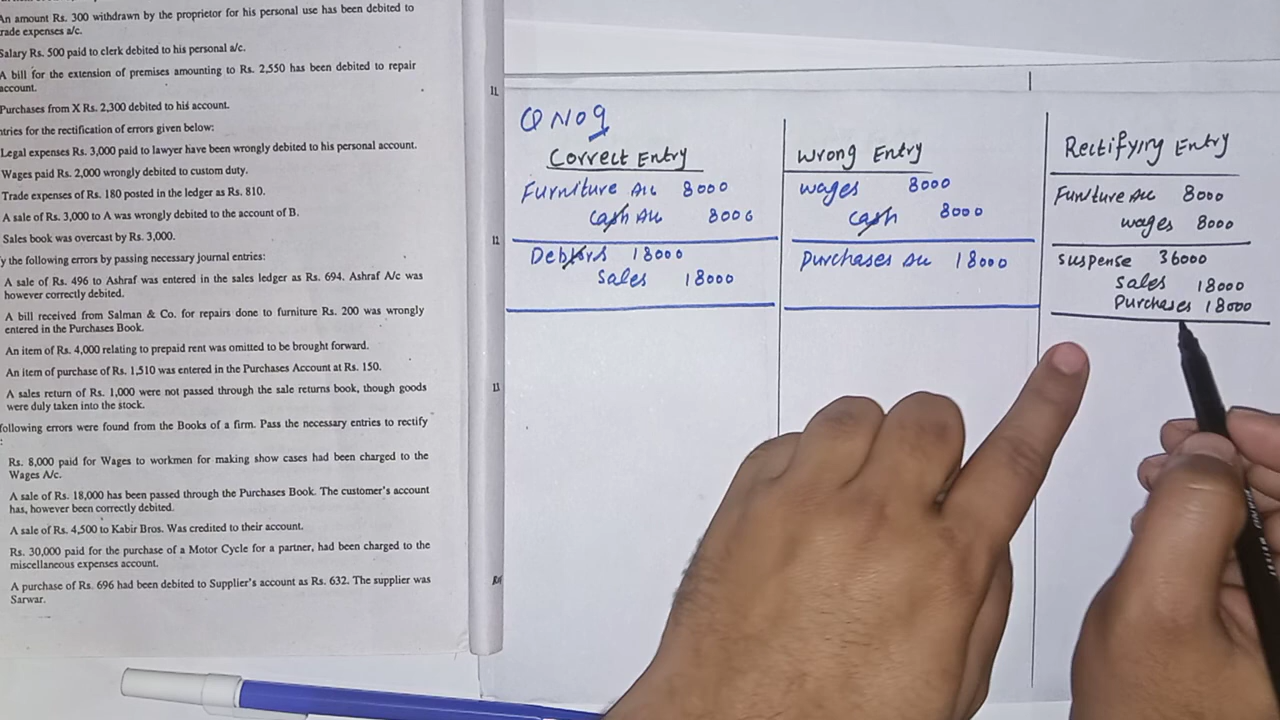 An amount Rs. 300 withdrawn by the proprietor for his personal use has been debited to
rade expenses a/c.
Salary Rs. 500 paid to clerk debited to his personal a/c.
A bill for the extension of premises amounting to Rs. 2,550 has been debited to repair
account.
Purchases from X Rs. 2,300 debited to his account.
ntries for the rectification of errors given below:
Legal expenses Rs. 3,000 paid to lawyer have been wrongly debited to his personal account.
Wages paid Rs. 2,000 wrongly debited to custom duty.
Trade expenses of Rs. 180 posted in the ledger as Rs. 810.
A sale of Rs. 3,000 to A was wrongly debited to the account of B.
Sales book was overcast by Rs. 3,000.
y the following errors by passing necessary journal entries:
A sale of Rs. 496 to Ashraf was entered in the sales ledger as Rs. 694. Ashraf A/c was
however correctly debited.
A bill received from Salman & Co. for repairs done to furniture Rs. 200 was wrongly
entered in the Purchases Book.
An item of Rs. 4,000 relating to prepaid rent was omitted to be brought forward.
An item of purchase of Rs. 1,510 was entered in the Purchases Account at Rs. 150.
A sales return of Rs. 1,000 were not passed through the sale returns book, though goods
were duly taken into the stock.
following errors were found from the Books of a firm. Pass the necessary entries to rectify
:
Rs. 8,000 paid for Wages to workmen for making show cases had been charged to the
Wages A/c.
A sale of Rs. 18,000 has been passed through the Purchases Book. The customer's account
has, however been correctly debited.
A sale of Rs. 4,500 to Kabir Bros. Was credited to their account.
Rs. 30,000 paid for the purchase of a Motor Cycle for a partner, had been charged to the
miscellaneous expenses account.
A purchase of Rs. 696 had been debited to Supplier's account as Rs. 632. The supplier was
Sarwar.
11
12
Q No 9
Correct Entry
Furniture A/c 8000
cash A/c 8000
Debtors 18000
Sales 18000
Wrong Entry
wages 8000
cash 8000
Purchases A/c 18000
Rectifying Entry
Furniture A/c 8000
wages 8000
Suspense 36000
Sales 18000
Purchases 18000